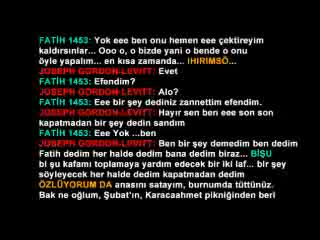 FATİH 1453: Yok eee ben onu hemen eee çektireyim
kaldırsınlar... Ooo o, o bizde yani o bende o onu
öyle yapalım... en kısa zamanda... IHIRIMSÖ...
JOSEPH GORDON-LEVITT: Evet
FATİH 1453: Efendim?
JOSEPH GORDON-LEVITT: Alo?
FATİH 1453: Eee bir şey dediniz zannettim efendim.
JOSEPH GORDON-LEVITT: Hayır sen ben eee son son
kapatmadan bir şey dedin sandım
FATİH 1453: Eee Yok ...ben
JOSEPH GORDON-LEVITT: Ben bir şey demedim ben dedim
Fatih dedim her halde dedim bana dedim biraz... BİŞU
bi şu kafamı toplamaya yardım edecek bir iki laf... bir şey
söyleyecek dedim her halde dedim kapatmadan dedim
ÖZLÜYORUM DA anasını satayım, burnumda tüttünüz.
Bak ne oğlum, Şubat'ın, Karacaahmet pikniğinden beri